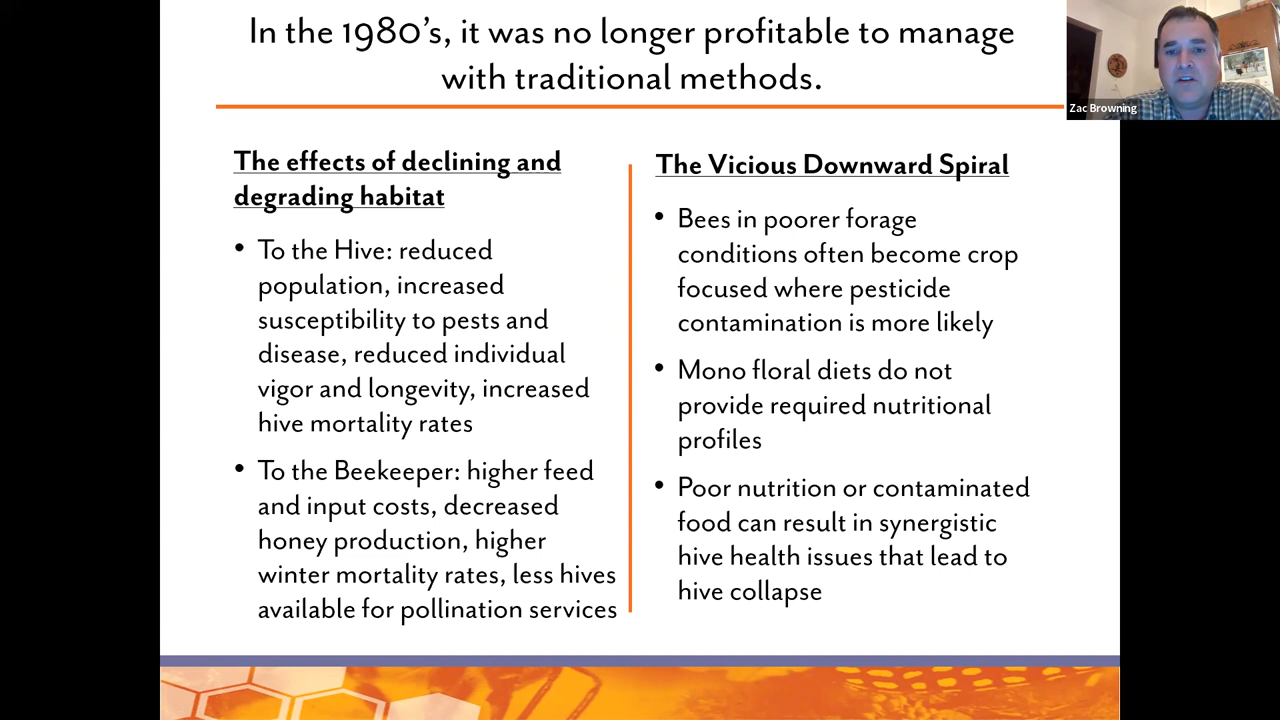 In the 1980's, it was no longer profitable to manage
with traditional methods.
Zac Browning
The effects of declining and
degrading habitat
• To the Hive: reduced
population, increased
susceptibility to pests and
disease, reduced individual
vigor and longevity, increased
hive mortality rates
• To the Beekeeper: higher feed
and input costs, decreased
honey production, higher
winter mortality rates, less hives
available for pollination services
The Vicious Downward Spiral
• Bees in poorer forage
conditions often become crop
focused where pesticide
contamination is more likely
• Mono floral diets do not
provide required nutritional
profiles
• Poor nutrition or contaminated
food can result in synergistic
hive health issues that lead to
hive collapse